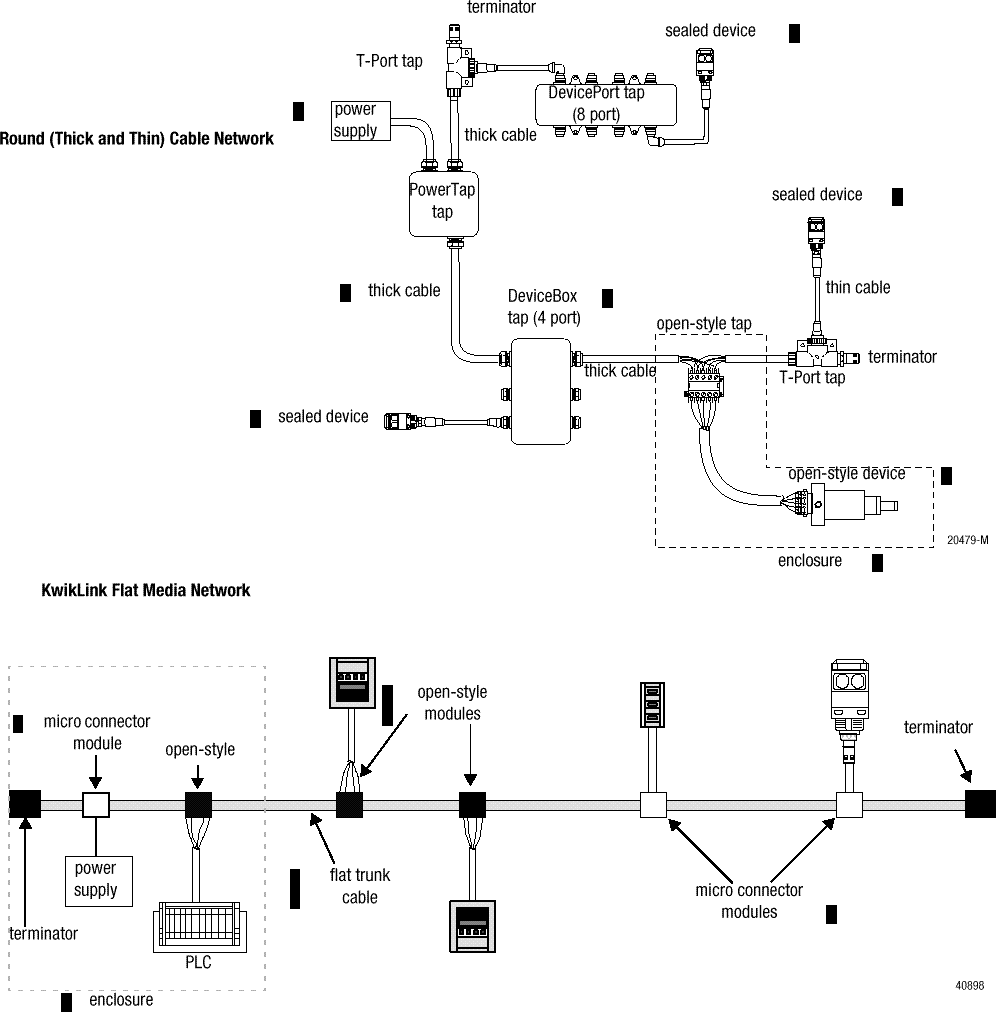 terminator
sealed device
T-Port tap
DevicePort tap
(8 port)
power
supply
thick cable
Round (Thick and Thin) Cable Network
PowerTap
tap
sealed device
thick cable
DeviceBox
tap (4 port)
thin cable
open-style tap
terminator
thick cable
T-Port tap
sealed device
open-style device
20479-M
enclosure
KwikLink Flat Media Network
micro connector
module
open-style
open-style
modules
terminator
power
supply
flat trunk
cable
micro connector
modules
terminator
PLC
40898
enclosure